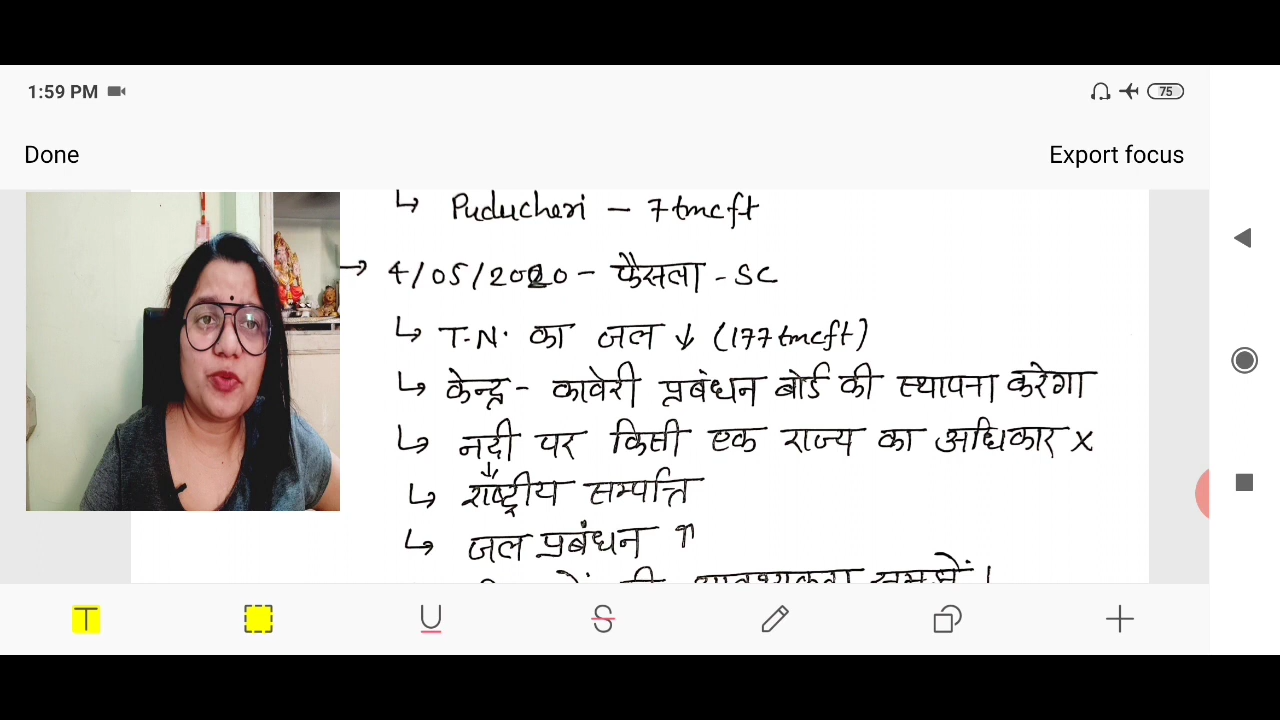 1:59 PM
75
Done
Export focus
↳ Puducheri – 7tmcft
→ 4/05/2020 – फैसला - SC
↳ T.N. का जल ↓ (177tmcft)
↳ केन्द्र - कावेरी प्रबंधन बोर्ड की स्थापना करेगा
↳ नदी पर किसी एक राज्य का अधिकार ×
↳ राष्ट्रीय सम्पत्ति
↳ जल प्रबंधन ↑
T U S